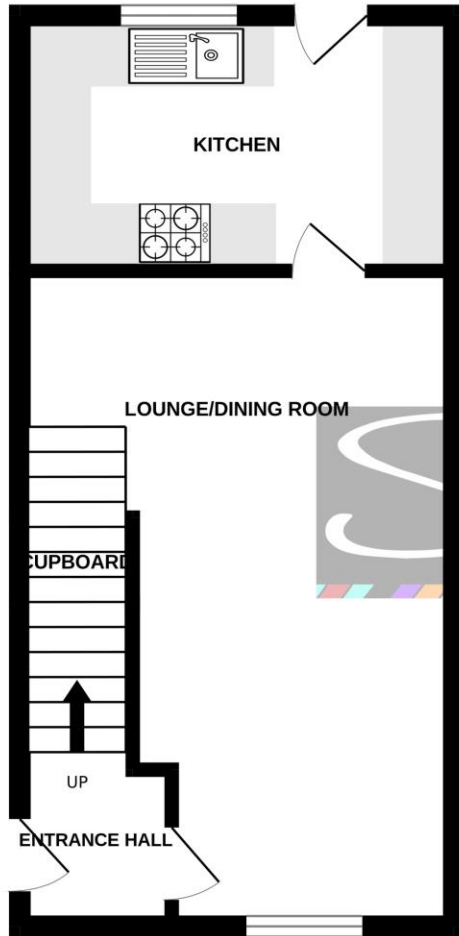 KITCHEN
LOUNGE/DINING ROOM
CUPBOARD
UP
ENTRANCE HALL